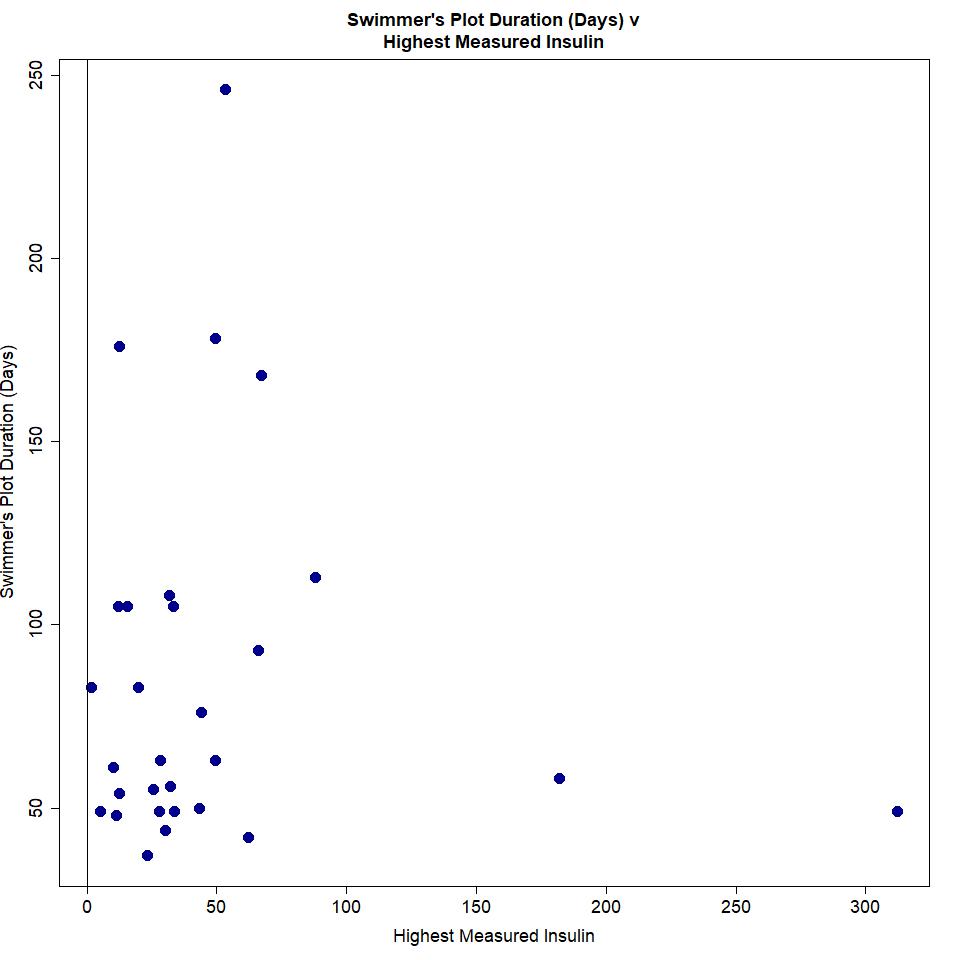 Swimmer's Plot Duration (Days) v
Highest Measured Insulin
Swimmer's Plot Duration (Days)
250
200
150
100
50
0 50 100 150 200 250 300
Highest Measured Insulin